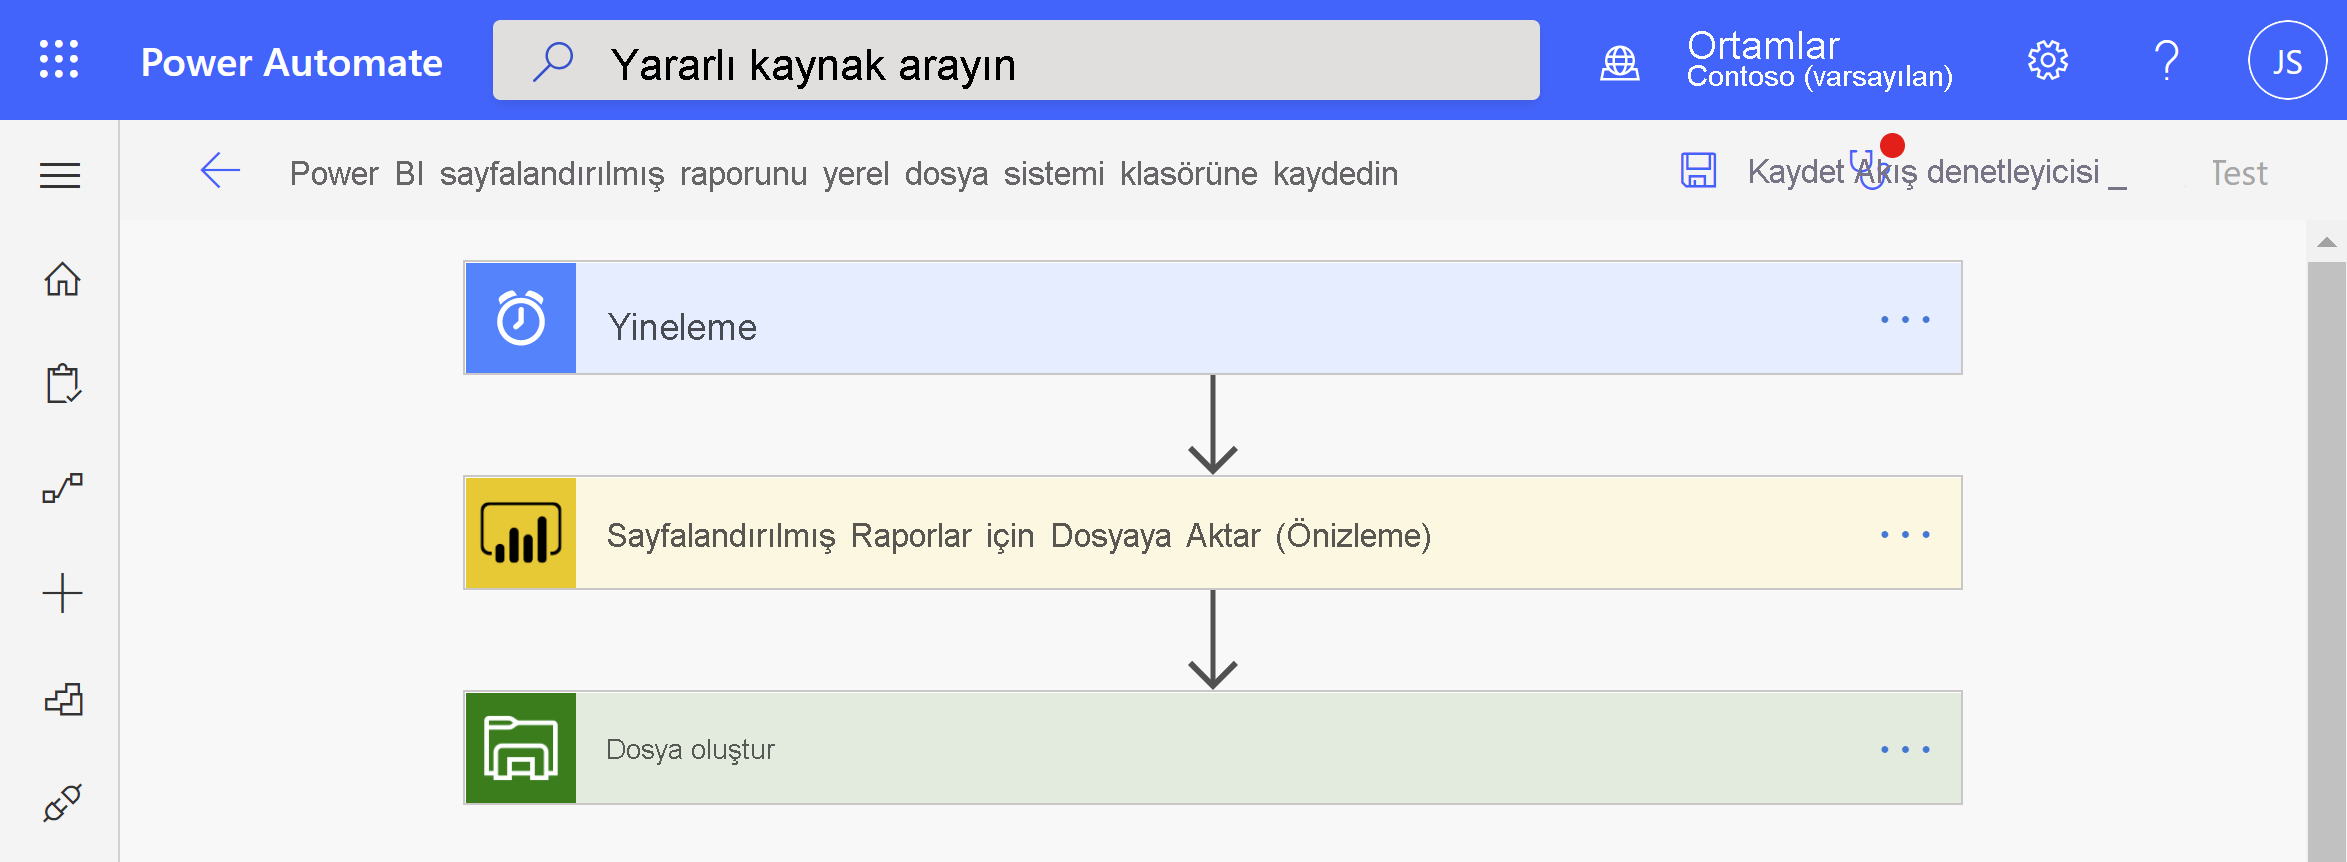 Power Automate
Yararlı kaynak arayın
Ortamlar
Contoso (varsayılan)
JS
Power BI sayfalandırılmış raporunu yerel dosya sistemi klasörüne kaydedin
Kaydet Akış denetleyicisi _
Test
Yineleme
Sayfalandırılmış Raporlar için Dosyaya Aktar (Önizleme)
Dosya oluştur